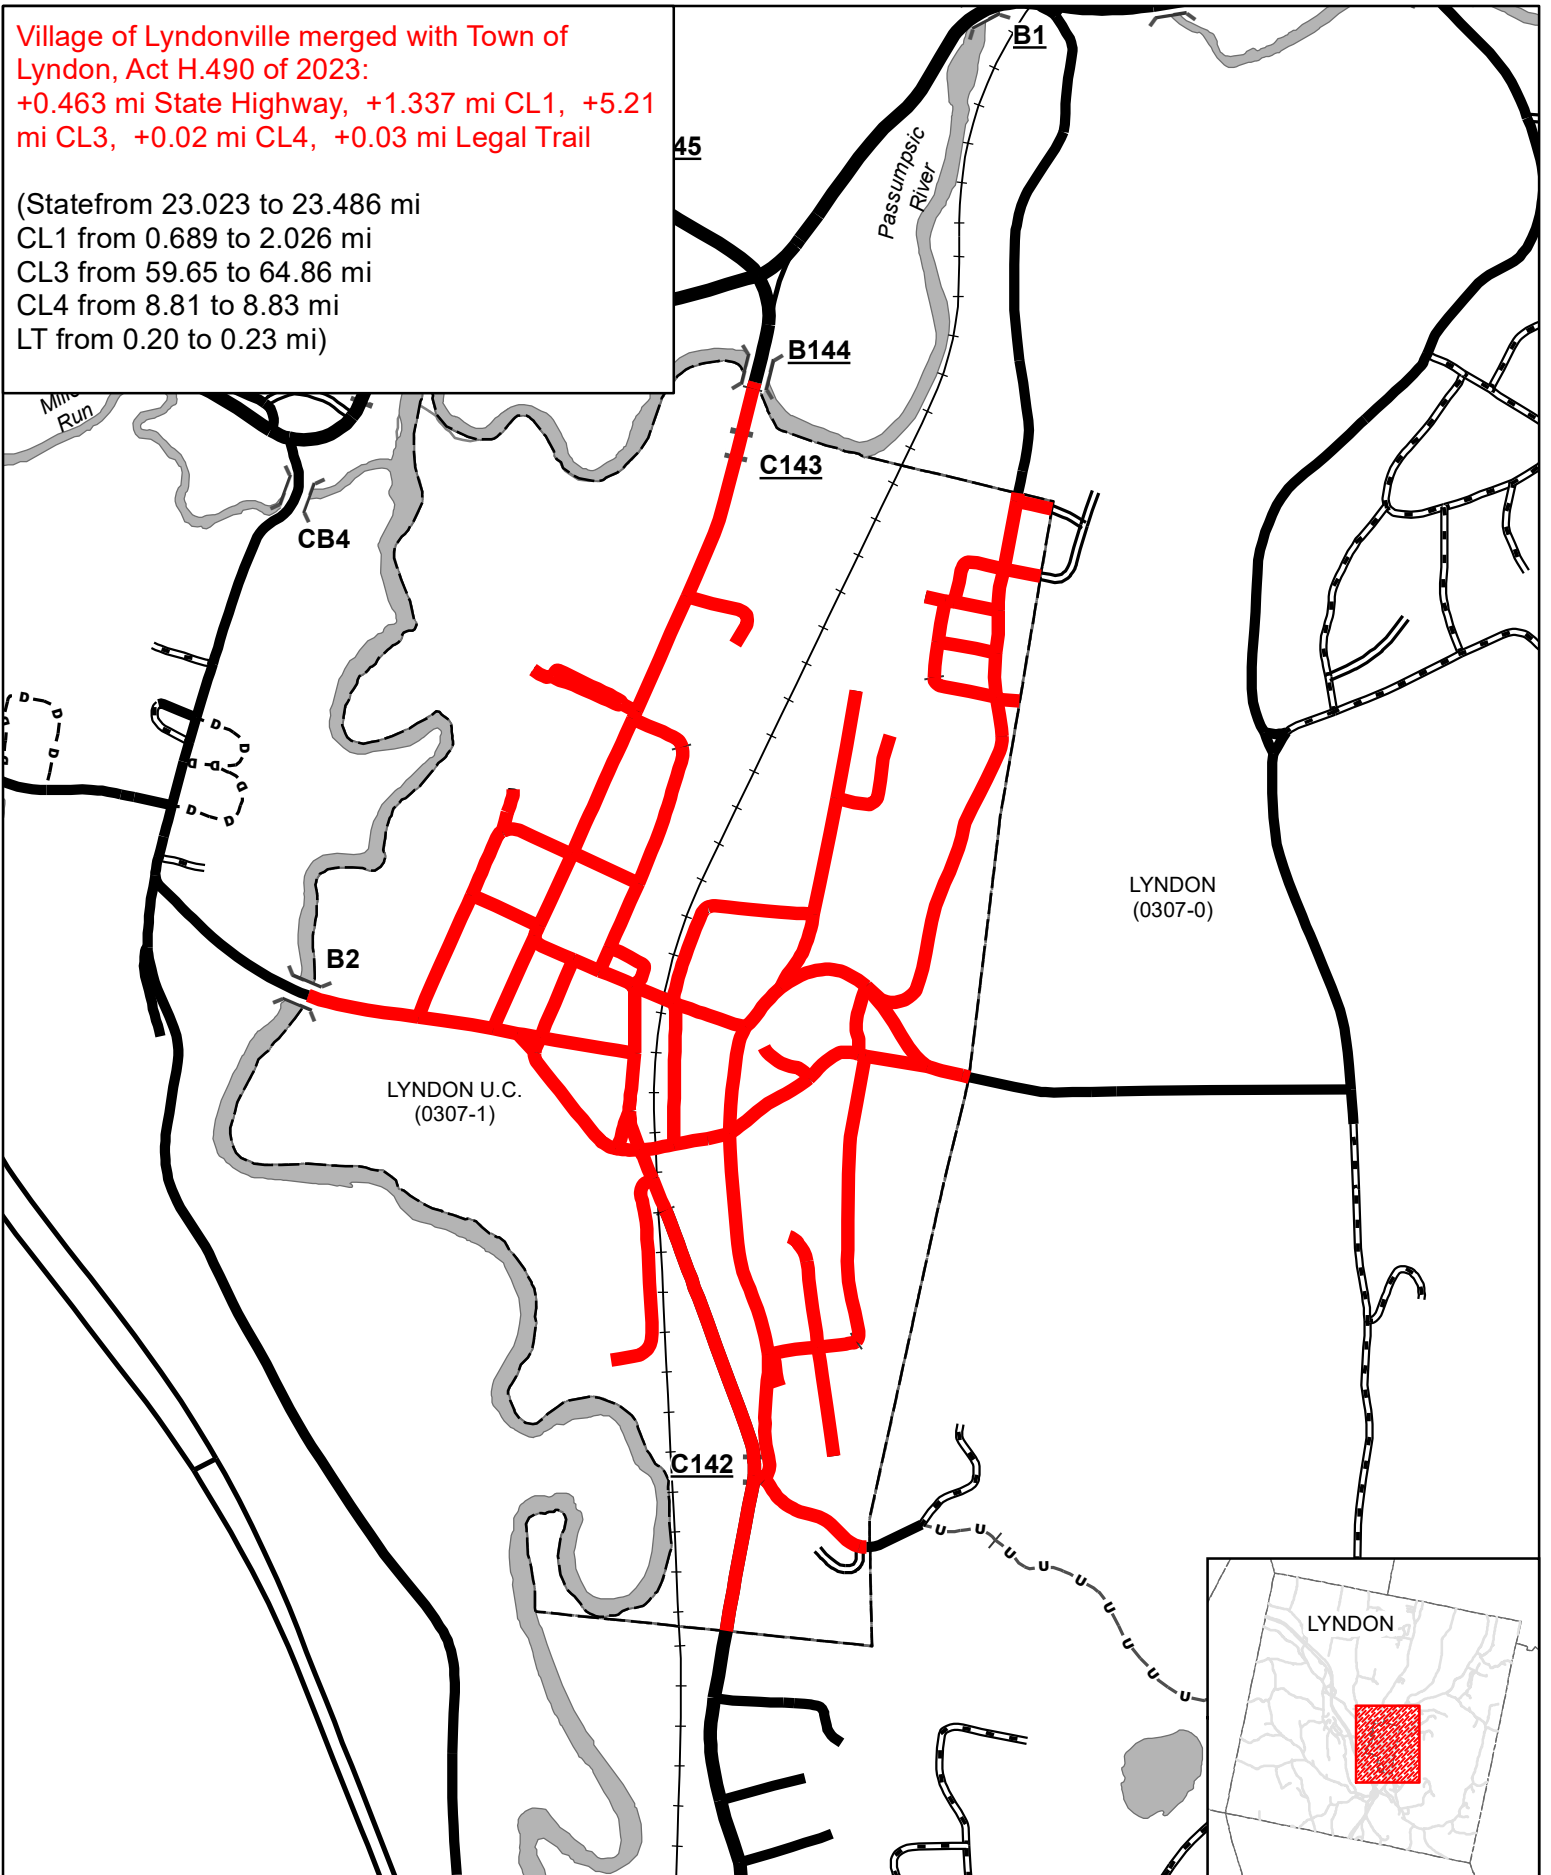 Village of Lyndonville merged with Town of
Lyndon, Act H.490 of 2023:
+0.463 mi State Highway, +1.337 mi CL1, +5.21
mi CL3, +0.02 mi CL4, +0.03 mi Legal Trail
(Statefrom 23.023 to 23.486 mi
CL1 from 0.689 to 2.026 mi
CL3 from 59.65 to 64.86 mi
CL4 from 8.81 to 8.83 mi
LT from 0.20 to 0.23 mi)
B1
45
Passumpsic
River
B144
Run
C143
CB4
D
D
D
D
D
D
D
D
D
D
D
D
D
LYNDON
(0307-0)
B2
LYNDON U.C.
(0307-1)
C142
U
U
U
U
U
U
U
U
U
U
LYNDON